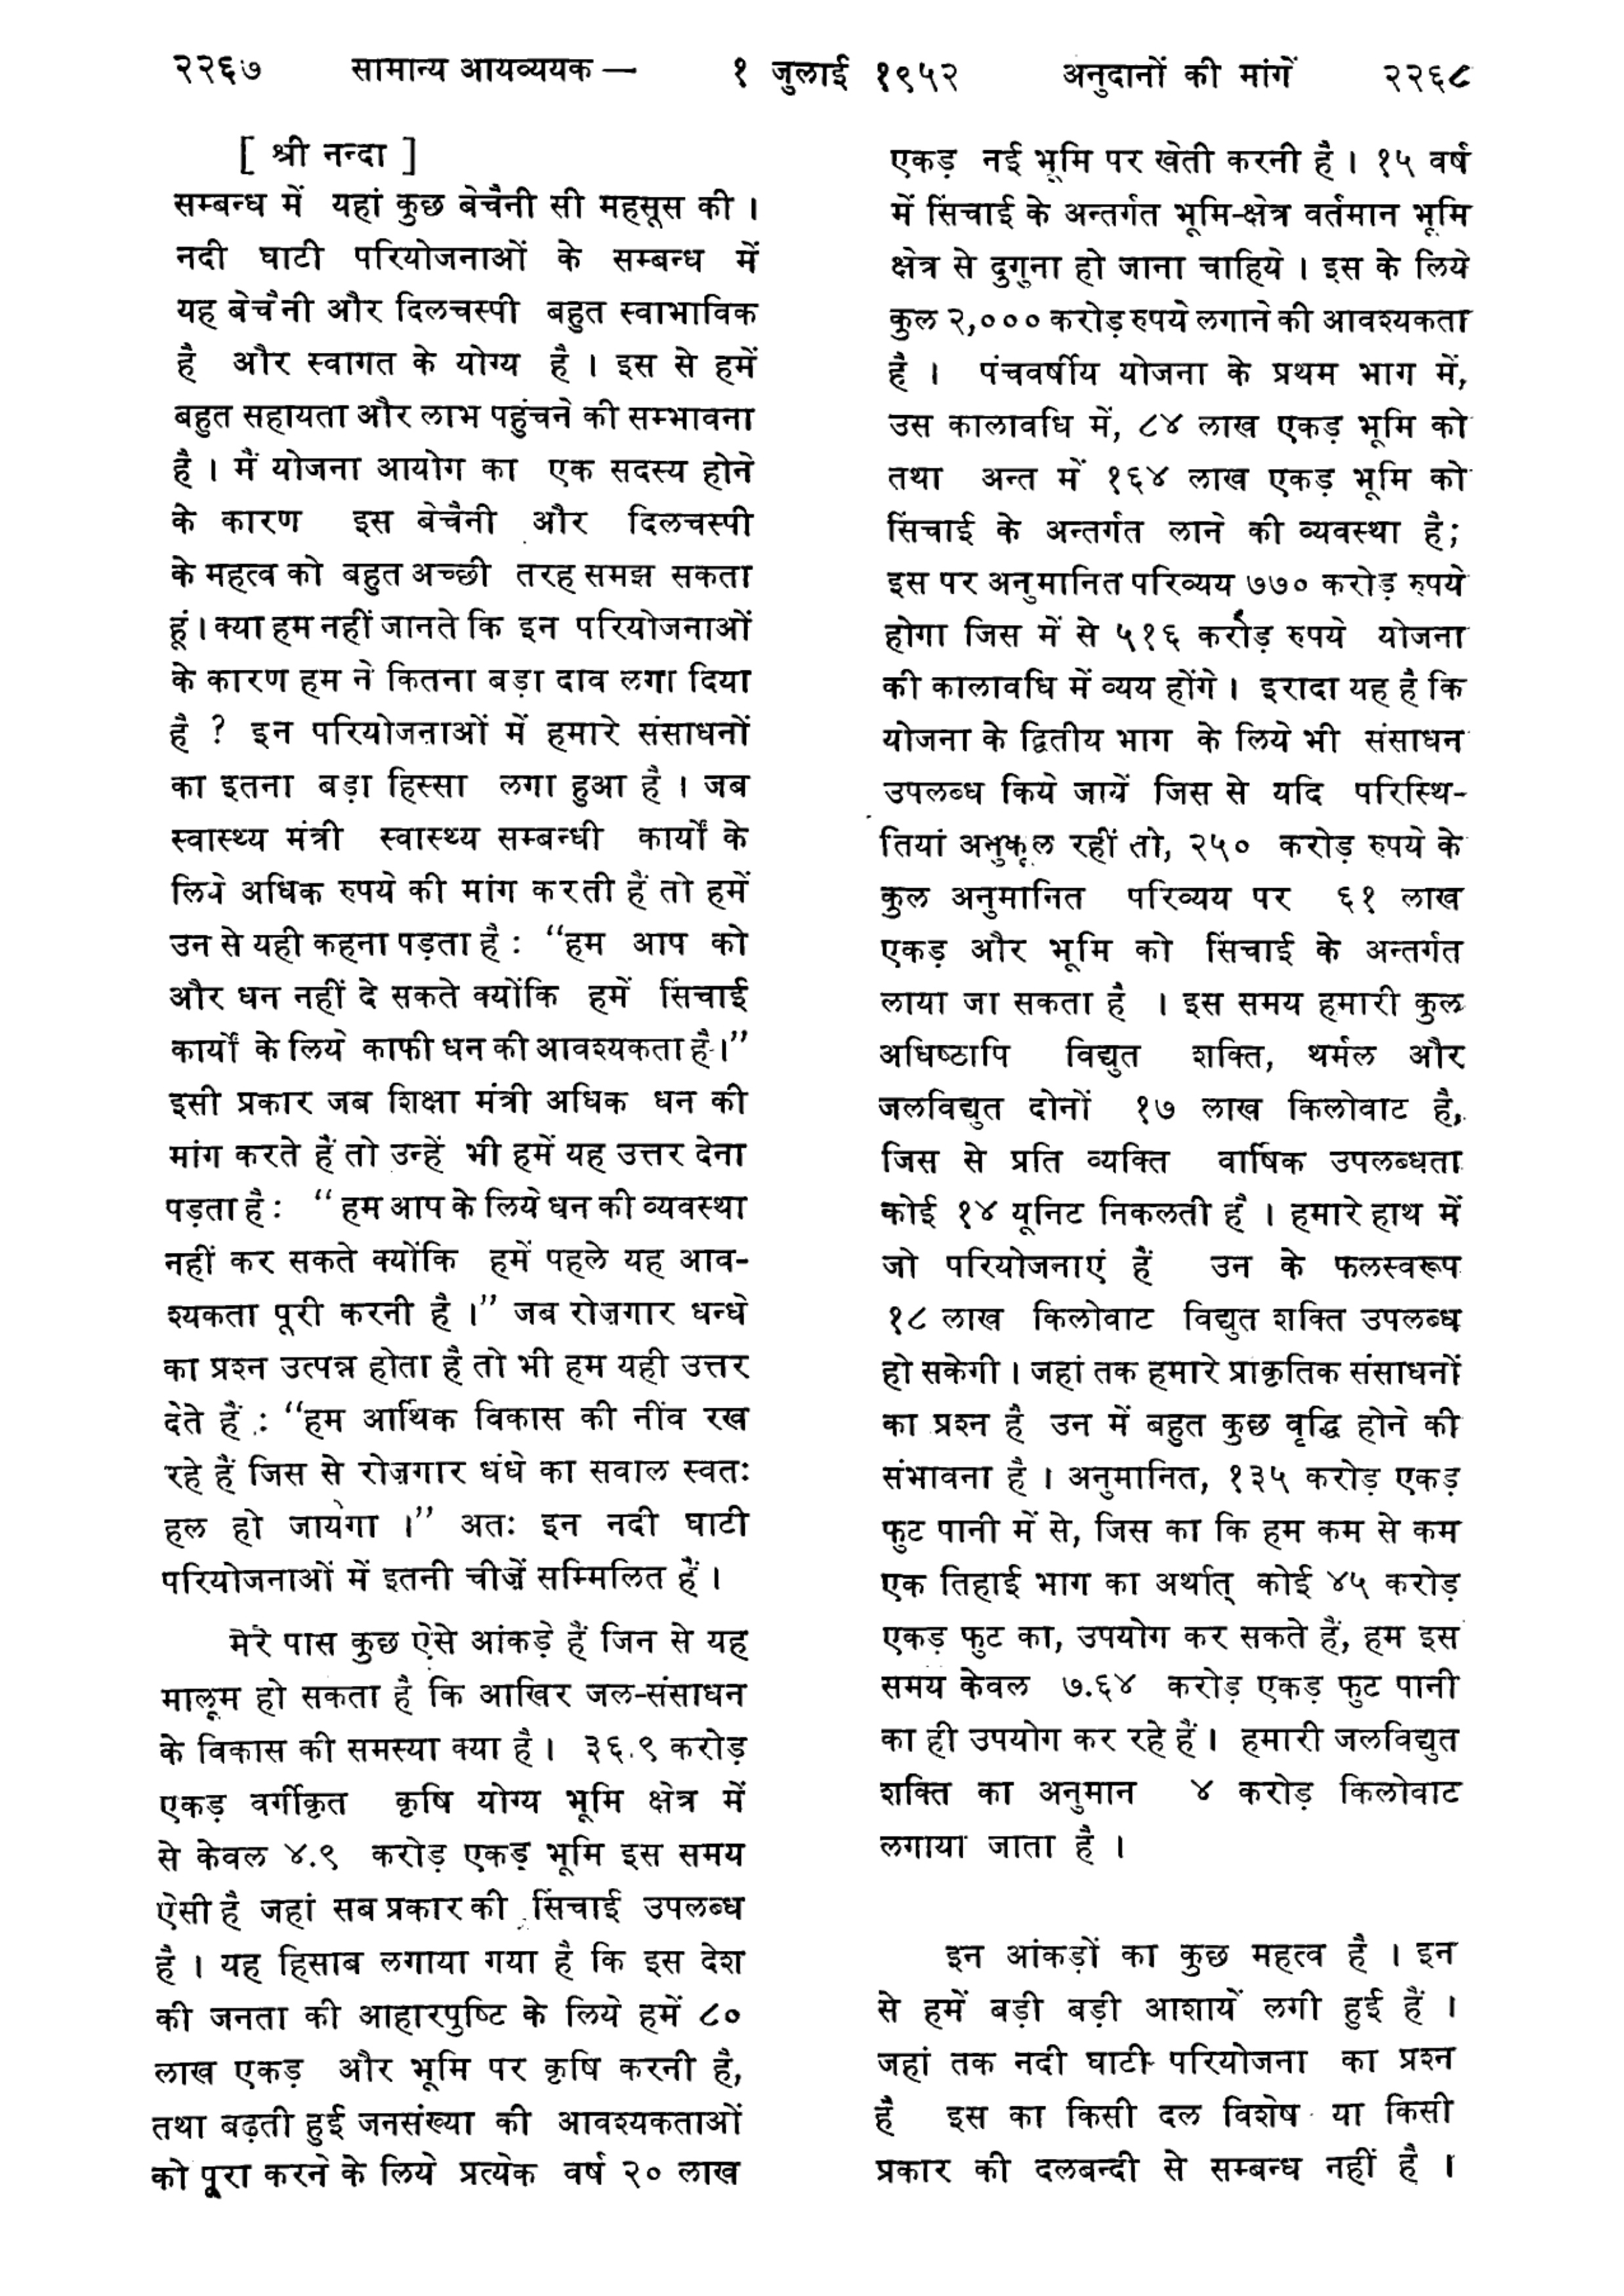 २२६७ सामान्य आयव्ययक — १ जुलाई १९५२ अनुदानों की मांगें २२६८
[ श्री नन्दा ]
सम्बन्ध में यहां कुछ बेचैनी सी महसूस की ।
नदी घाटी परियोजनाओं के सम्बन्ध में
यह बेचैनी और दिलचस्पी बहुत स्वाभाविक
है और स्वागत के योग्य है । इस से हमें
बहुत सहायता और लाभ पहुंचने की सम्भावना
है । मैं योजना आयोग का एक सदस्य होने
के कारण इस बेचैनी और दिलचस्पी
के महत्व को बहुत अच्छी तरह समझ सकता
हूं । क्या हम नहीं जानते कि इन परियोजनाओं
के कारण हम ने कितना बड़ा दाव लगा दिया
है ? इन परियोजनाओं में हमारे संसाधनों
का इतना बड़ा हिस्सा लगा हुआ है । जब
स्वास्थ्य मंत्री स्वास्थ्य सम्बन्धी कार्यों के
लिये अधिक रुपये की मांग करती हैं तो हमें
उन से यही कहना पड़ता है : “हम आप को
और धन नहीं दे सकते क्योंकि हमें सिंचाई
कार्यों के लिये काफी धन की आवश्यकता है ।”
इसी प्रकार जब शिक्षा मंत्री अधिक धन की
मांग करते हैं तो उन्हें भी हमें यह उत्तर देना
पड़ता है : “ हम आप के लिये धन की व्यवस्था
नहीं कर सकते क्योंकि हमें पहले यह आव-
श्यकता पूरी करनी है ।” जब रोज़गार धन्धे
का प्रश्न उत्पन्न होता है तो भी हम यही उत्तर
देते हैं : “हम आर्थिक विकास की नींव रख
रहे हैं जिस से रोज़गार धंधे का सवाल स्वतः
हल हो जायेगा ।” अतः इन नदी घाटी
परियोजनाओं में इतनी चीज़ें सम्मिलित हैं ।
मेरे पास कुछ ऐसे आंकड़े हैं जिन से यह
मालूम हो सकता है कि आखिर जल-संसाधन
के विकास की समस्या क्या है । ३६.९ करोड़
एकड़ वर्गीकृत कृषि योग्य भूमि क्षेत्र में
से केवल ४.९ करोड़ एकड़ भूमि इस समय
ऐसी है जहां सब प्रकार की सिंचाई उपलब्ध
है । यह हिसाब लगाया गया है कि इस देश
की जनता की आहारपुष्टि के लिये हमें ८०
लाख एकड़ और भूमि पर कृषि करनी है,
तथा बढ़ती हुई जनसंख्या की आवश्यकताओं
को पूरा करने के लिये प्रत्येक वर्ष २० लाख
एकड़ नई भूमि पर खेती करनी है । १५ वर्ष
में सिंचाई के अन्तर्गत भूमि-क्षेत्र वर्तमान भूमि
क्षेत्र से दुगुना हो जाना चाहिये । इस के लिये
कुल २,००० करोड़ रुपये लगाने की आवश्यकता
है । पंचवर्षीय योजना के प्रथम भाग में,
उस कालावधि में, ८४ लाख एकड़ भूमि को
तथा अन्त में १६४ लाख एकड़ भूमि को
सिंचाई के अन्तर्गत लाने की व्यवस्था है;
इस पर अनुमानित परिव्यय ७७० करोड़ रुपये
होगा जिस में से ५१६ करोड़ रुपये योजना
की कालावधि में व्यय होंगे । इरादा यह है कि
योजना के द्वितीय भाग के लिये भी संसाधन
उपलब्ध किये जायें जिस से यदि परिस्थि-
तियां अनुकूल रहीं तो, २५० करोड़ रुपये के
कुल अनुमानित परिव्यय पर ६१ लाख
एकड़ और भूमि को सिंचाई के अन्तर्गत
लाया जा सकता है । इस समय हमारी कुल
अधिष्ठापि विद्युत शक्ति, थर्मल और
जलविद्युत दोनों १७ लाख किलोवाट है,
जिस से प्रति व्यक्ति वार्षिक उपलब्धता
कोई १४ यूनिट निकलती है । हमारे हाथ में
जो परियोजनाएं हैं उन के फलस्वरूप
१८ लाख किलोवाट विद्युत शक्ति उपलब्ध
हो सकेगी । जहां तक हमारे प्राकृतिक संसाधनों
का प्रश्न है उन में बहुत कुछ वृद्धि होने की
संभावना है । अनुमानित, १३५ करोड़ एकड़
फुट पानी में से, जिस का कि हम कम से कम
एक तिहाई भाग का अर्थात् कोई ४५ करोड़
एकड़ फुट का, उपयोग कर सकते हैं, हम इस
समय केवल ७.६४ करोड़ एकड़ फुट पानी
का ही उपयोग कर रहे हैं । हमारी जलविद्युत
शक्ति का अनुमान ४ करोड़ किलोवाट
लगाया जाता है ।
इन आंकड़ों का कुछ महत्व है । इन
से हमें बड़ी बड़ी आशायें लगी हुई हैं ।
जहां तक नदी घाटी परियोजना का प्रश्न
है इस का किसी दल विशेष या किसी
प्रकार की दलबन्दी से सम्बन्ध नहीं है ।